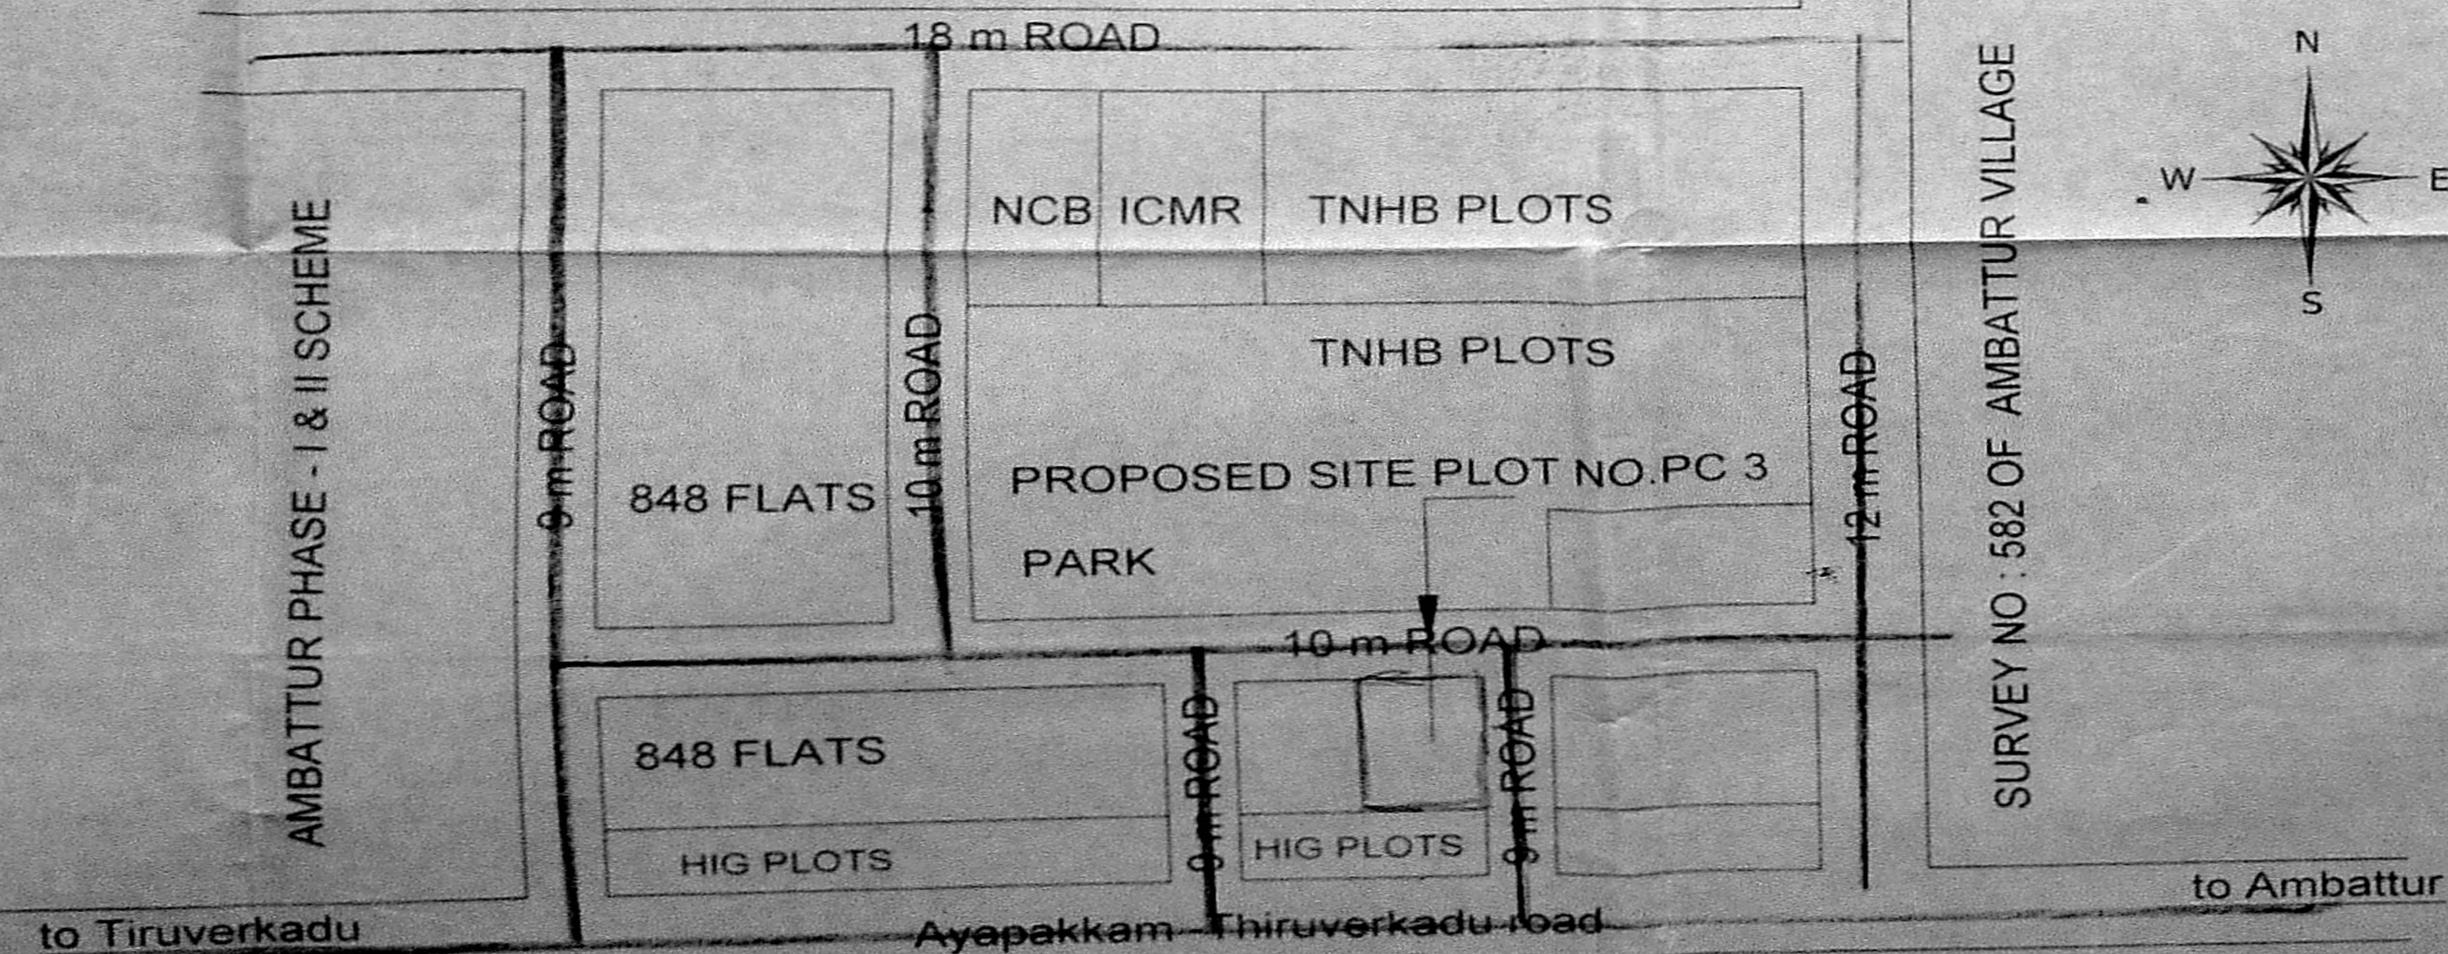 18 m ROAD
N
W
E
S
NCB
ICMR
TNHB PLOTS
AMBATTUR PHASE - I & II SCHEME
9 m ROAD
10 m ROAD
TNHB PLOTS
12 m ROAD
SURVEY NO : 582 OF AMBATTUR VILLAGE
848 FLATS
PROPOSED SITE PLOT NO.PC 3
PARK
10 m ROAD
848 FLATS
9 m ROAD
9 m ROAD
HIG PLOTS
HIG PLOTS
to Ambattur
to Tiruverkadu
Ayapakkam - Thiruverkadu road